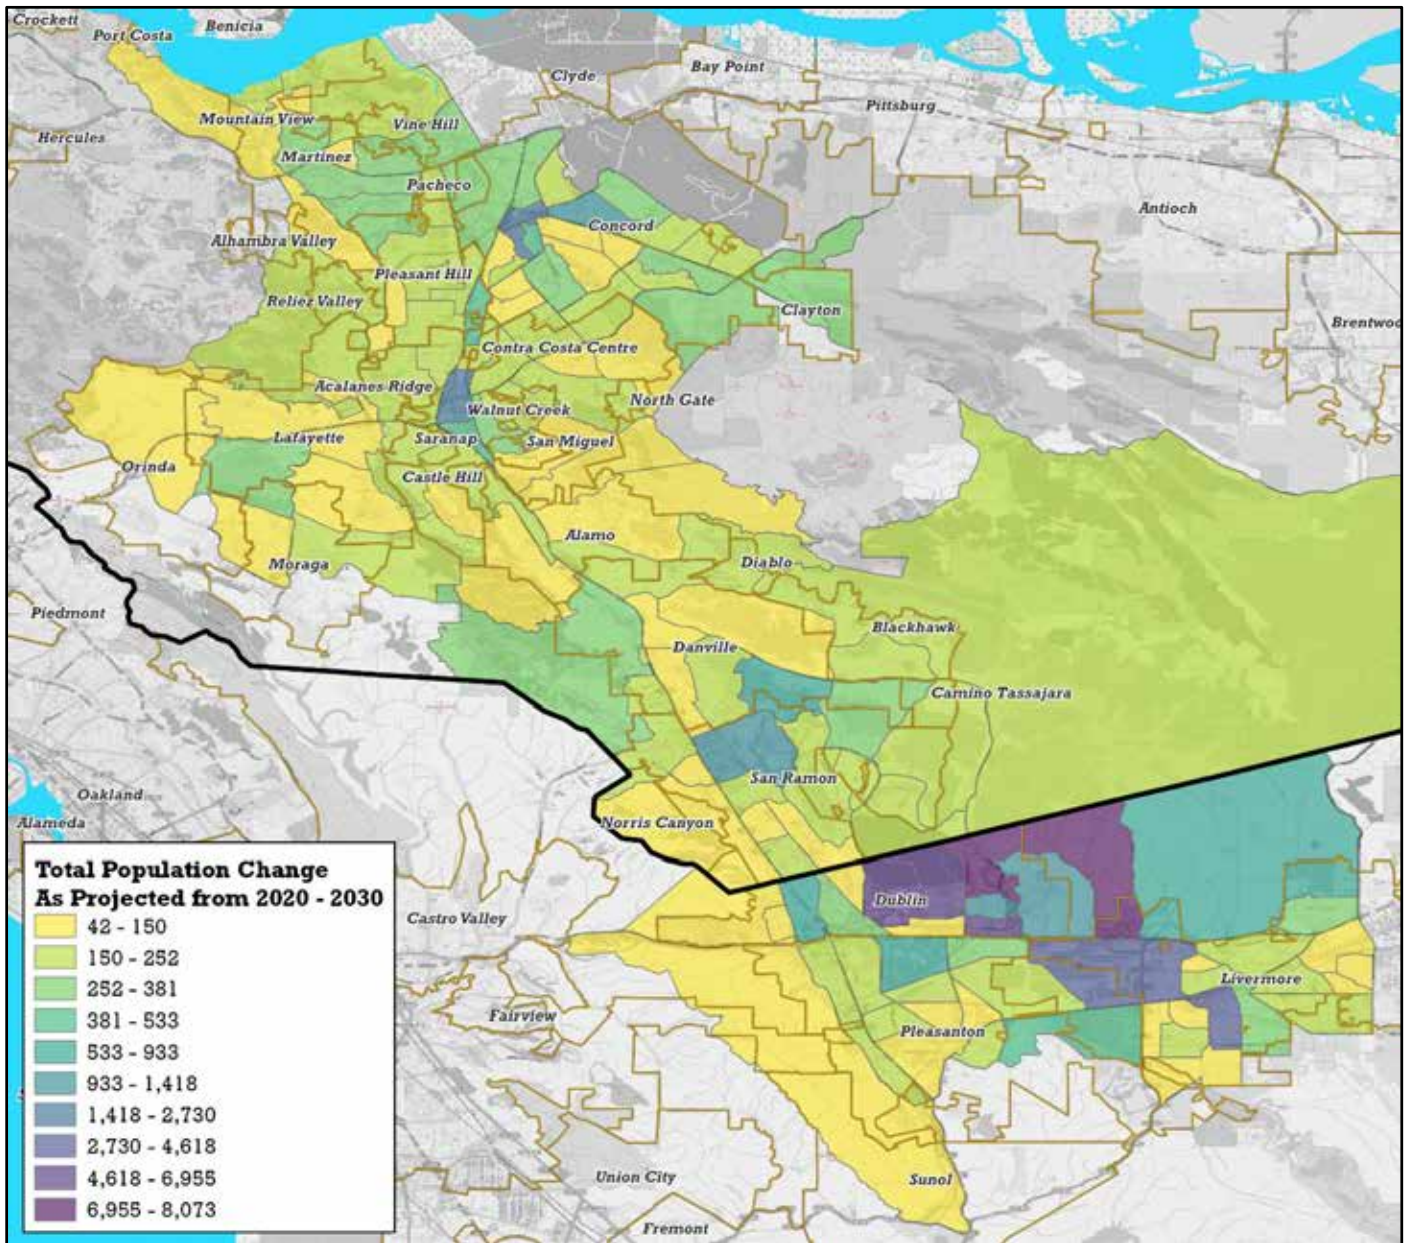 Crockett
Port Costa
Benicia
Clyde
Bay Point
Pittsburg
Mountain View
Vine Hill
Hercules
Martinez
Pacheco
Antioch
Concord
Alhambra Valley
Pleasant Hill
Reliez Valley
Clayton
Brentwoo
Contra Costa Centre
Acalanes Ridge
North Gate
Walnut Creek
Lafayette
Saranap
San Miguel
Orinda
Castle Hill
Alamo
Moraga
Diablo
Piedmont
Blackhawk
Danville
Camino Tassajara
San Ramon
Oakland
Alameda
Norris Canyon
Total Population Change
As Projected from 2020 - 2030
42 - 150
150 - 252
252 - 381
381 - 533
533 - 933
933 - 1,418
1,418 - 2,730
2,730 - 4,618
4,618 - 6,955
6,955 - 8,073
Dublin
Castro Valley
Livermore
Fairview
Pleasanton
Union City
Sunol
Fremont